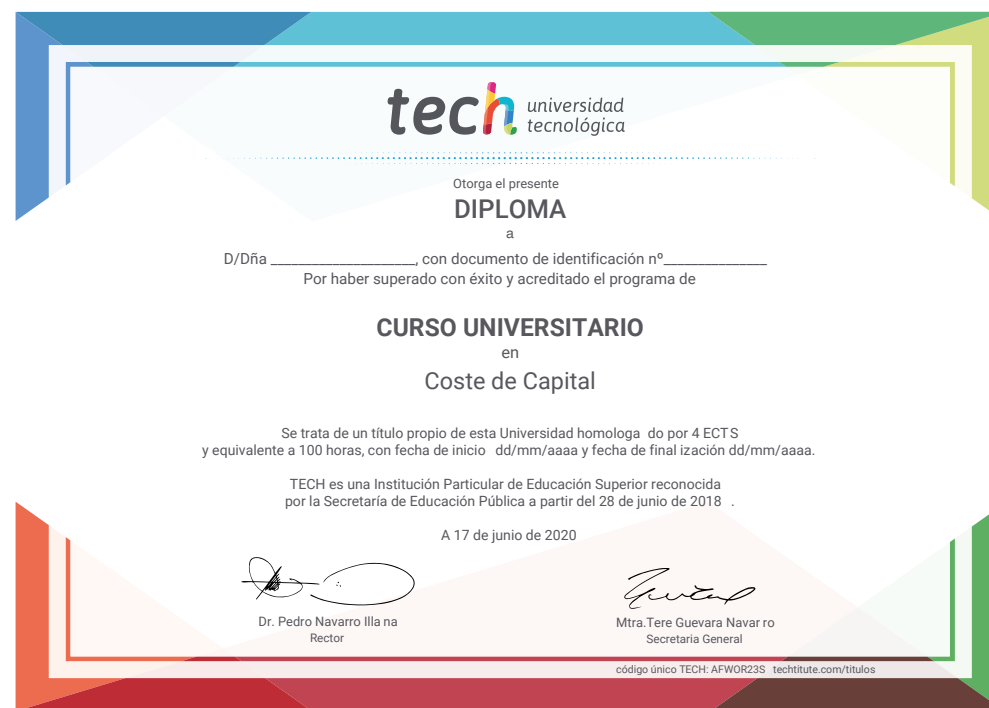 tech universidad
tecnológica
Otorga el presente
DIPLOMA
a
D/Dña ____________________, con documento de identificación nº______________
Por haber superado con éxito y acreditado el programa de
CURSO UNIVERSITARIO
en
Coste de Capital
Se trata de un título propio de esta Universidad homologa do por 4 ECTS
y equivalente a 100 horas, con fecha de inicio dd/mm/aaaa y fecha de final ización dd/mm/aaaa.
TECH es una Institución Particular de Educación Superior reconocida
por la Secretaría de Educación Pública a partir del 28 de junio de 2018 .
A 17 de junio de 2020
Dr. Pedro Navarro Illa na
Rector
Mtra.Tere Guevara Navar ro
Secretaria General
código único TECH: AFWOR23S techtitute.com/titulos